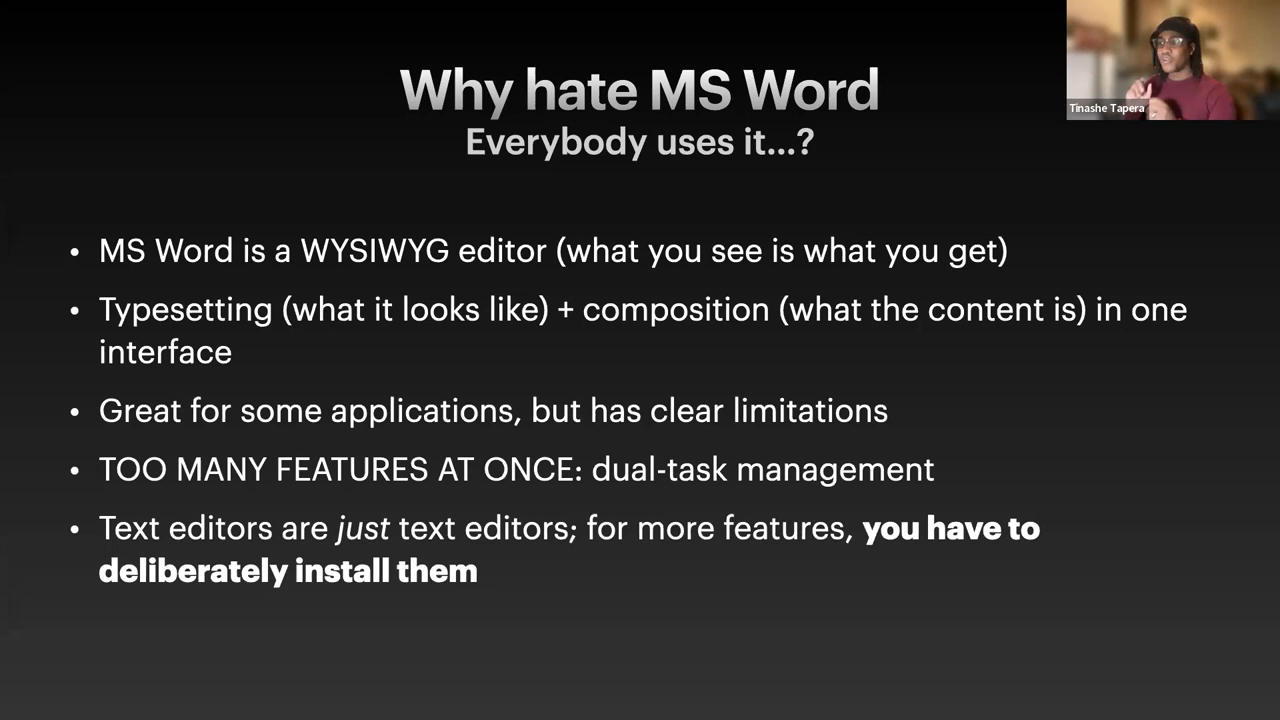 Why hate MS Word
Everybody uses it...?
Tinashe Tapera
• MS Word is a WYSIWYG editor (what you see is what you get)
• Typesetting (what it looks like) + composition (what the content is) in one
interface
• Great for some applications, but has clear limitations
• TOO MANY FEATURES AT ONCE: dual-task management
• Text editors are just text editors; for more features, you have to
deliberately install them